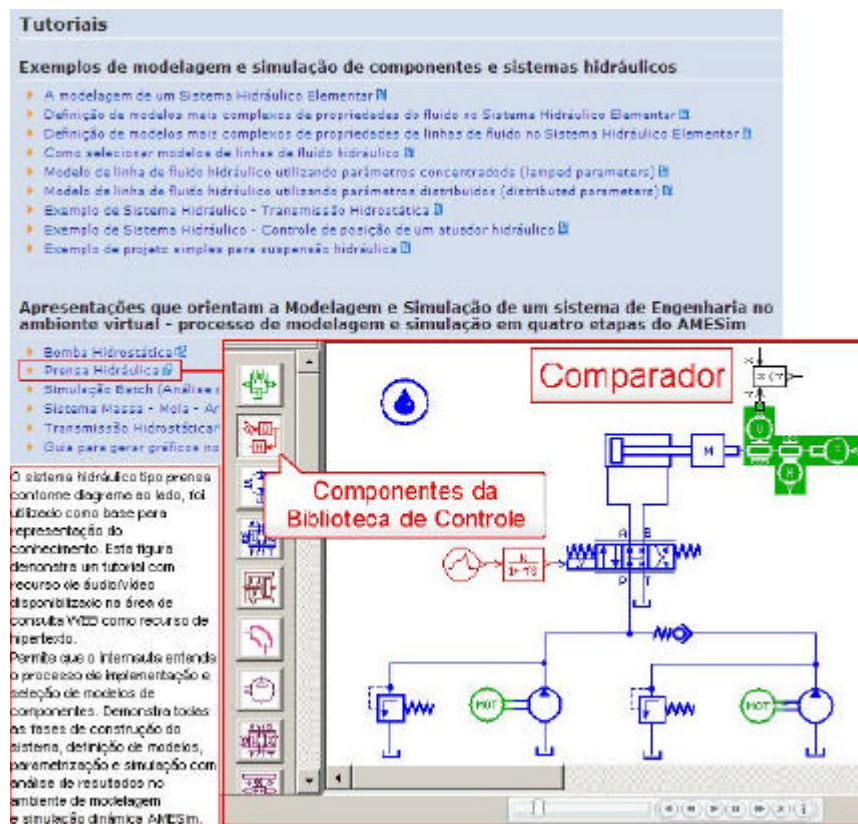 Tutoriais
Exemplos de modelagem e simulação de componentes e sistemas hidráulicos
A modelagem de um Sistema Hidráulico Elementar
Definição de modelos mais complexos de propriedades do fluido no Sistema Hidráulico Elementar
Definição de modelos mais complexos de propriedades de linhas de fluido no Sistema Hidráulico Elementar
Como selecionar modelos de linhas de fluido hidráulico
Modelo de linha de fluido hidráulico utilizando parâmetros concentradods (lamped parameters)
Modelo de linha de fluido hidráulico utilizando parâmetros distribuidos (distributed parameters)
Exemplo de Sistema Hidráulico - Transmissão Hidrostática
Exemplo de Sistema Hidráulico - Controle de posição de um atuador hidráulico
Exemplo de projeto simples para suspensão hidráulica
Apresentações que orientam a Modelagem e Simulação de um sistema de Engenharia no
ambiente virtual - processo de modelagem e simulação em quatro etapas do AMESim
Bomba Hidrostática
Prensa Hidráulica
Simulação Batch (Análise
Sistema Massa - Mola - Ar
Transmissão Hidrostática
Guia para gerar gráficos no
O sistema hidráulico tipo prensa
conforme diagrama ao lado, foi
utilizado como base para
representação do
conhecimento. Esta figura
demonstra um tutorial com
recurso de áudio/vídeo
disponibilizado na área de
consulta WEB como recurso de
hipertexto.
Permite que o internauta entenda
o processo de implementação e
seleção de modelos de
componentes. Demonstra todas
as fases de construção do
sistema, definição de modelos,
parametrização e simulação com
análise de resultados no
ambiente de modelagem
e simulação dinâmica AMESim.
Comparador
Componentes da
Biblioteca de Controle
M
A B
P T
MOT
MOT